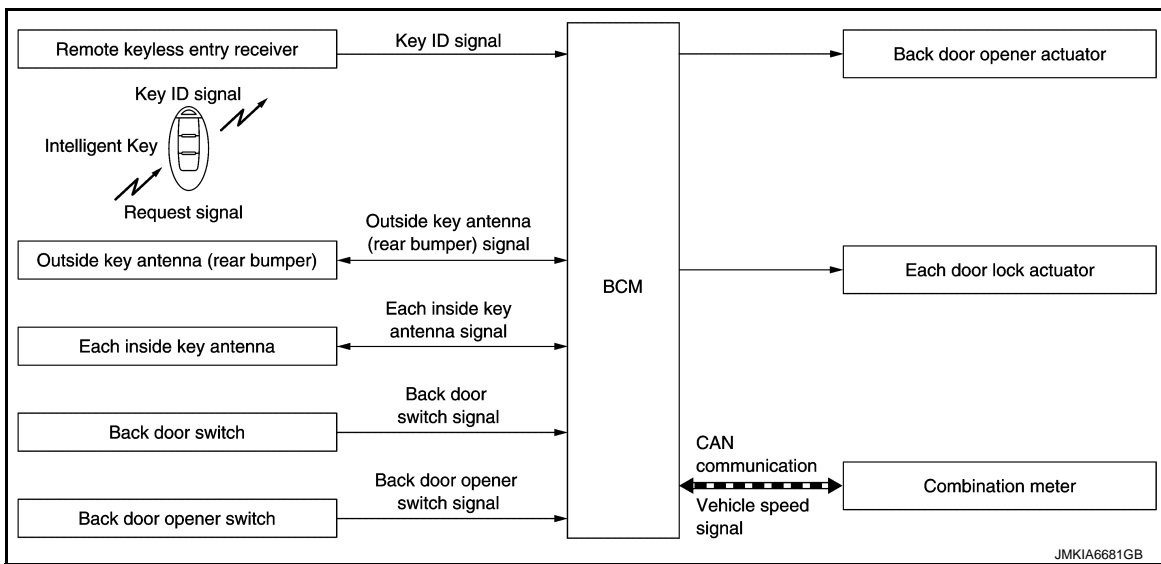 Remote keyless entry receiver
Key ID signal
Back door opener actuator
Key ID signal
Intelligent Key
Request signal
Outside key antenna
(rear bumper) signal
Outside key antenna (rear bumper)
BCM
Each door lock actuator
Each inside key
antenna signal
Each inside key antenna
Back door
switch signal
Back door switch
CAN
communication
Vehicle speed
signal
Combination meter
Back door opener
switch signal
Back door opener switch
JMKIA6681GB